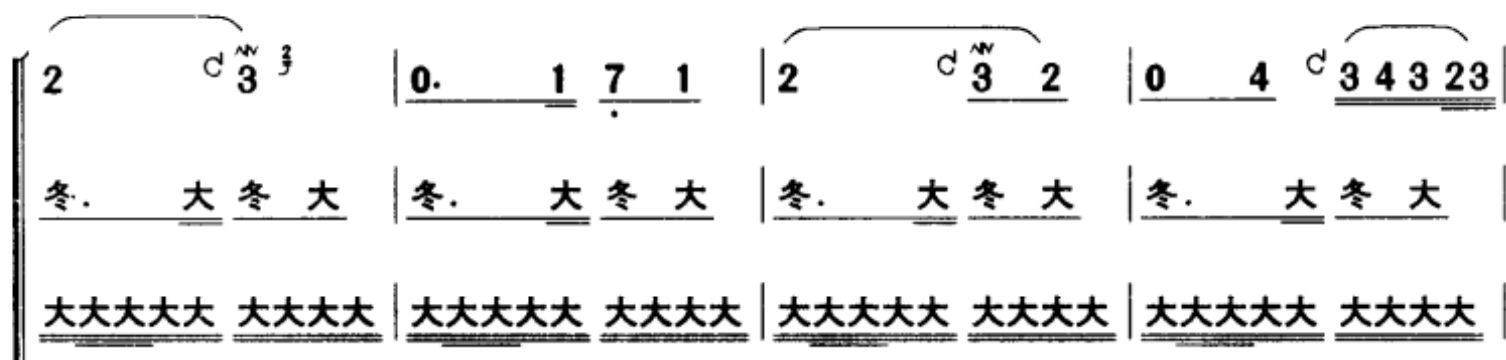 2 3 2 | 0. 1 7 1 | 2 3 2 | 0 4 3 4 3 2 3 |
冬. 大 冬 大 | 冬. 大 冬 大 | 冬. 大 冬 大 | 冬. 大 冬 大 |
大大大大大 大大大大 | 大大大大大 大大大大 | 大大大大大 大大大大 | 大大大大大 大大大大 |